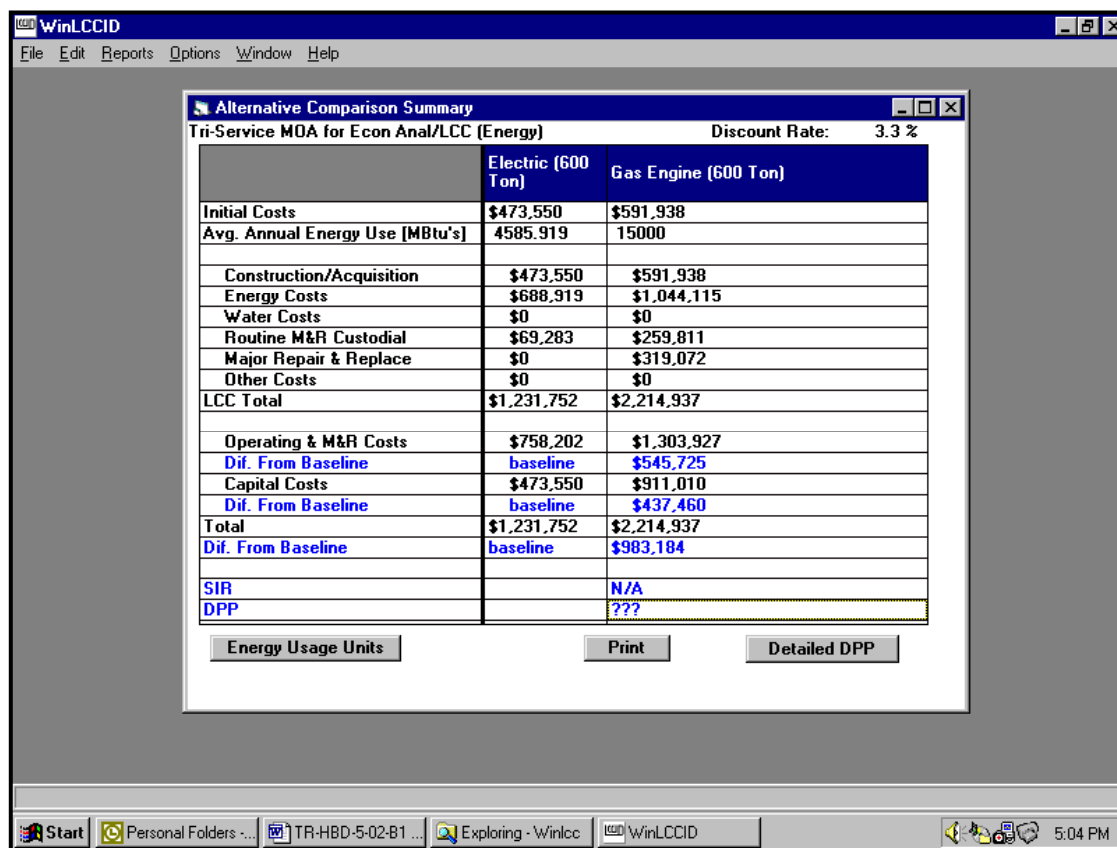 WinLCCID
File Edit Reports Options Window Help
Alternative Comparison Summary
Tri-Service MOA for Econ Anal/LCC (Energy) Discount Rate: 3.3 %
Electric (600 Ton) Gas Engine (600 Ton)
Initial Costs $473,550 $591,938
Avg. Annual Energy Use [MBtu's] 4585.919 15000
Construction/Acquisition $473,550 $591,938
Energy Costs $688,919 $1,044,115
Water Costs $0 $0
Routine M&R Custodial $69,283 $259,811
Major Repair & Replace $0 $319,072
Other Costs $0 $0
LCC Total $1,231,752 $2,214,937
Operating & M&R Costs $758,202 $1,303,927
Dif. From Baseline baseline $545,725
Capital Costs $473,550 $911,010
Dif. From Baseline baseline $437,460
Total $1,231,752 $2,214,937
Dif. From Baseline baseline $983,184
SIR N/A
DPP ???
Energy Usage Units Print Detailed DPP
Start Personal Folders -... TR-HBD-5-02-B1 ... Exploring - Winlcc WinLCCID 5:04 PM